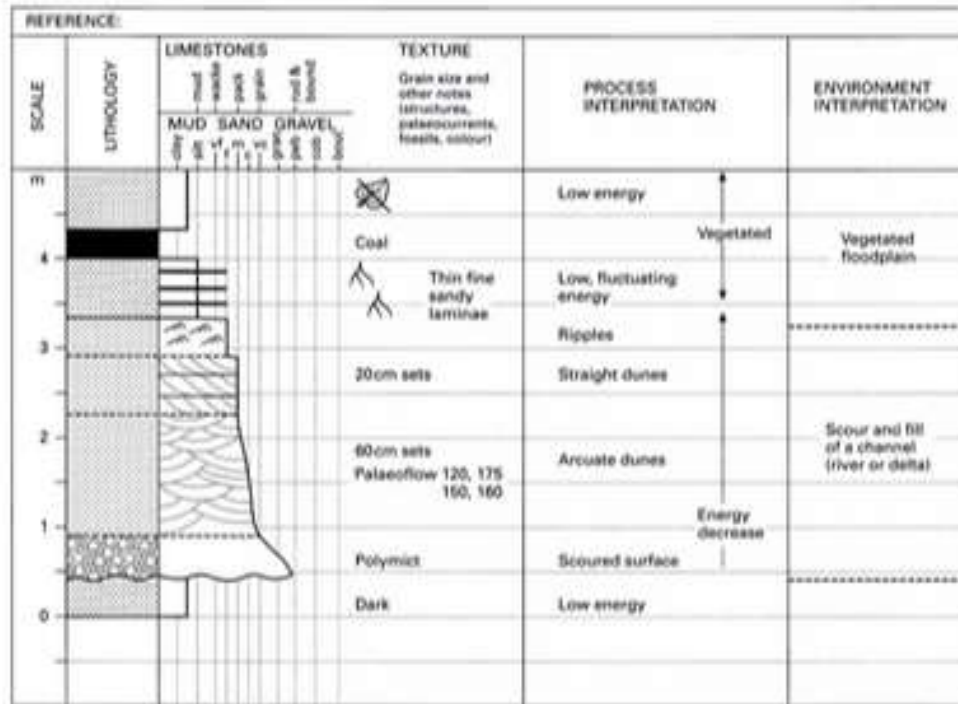 REFERENCE:
SCALE
LITHOLOGY
LIMESTONES
mud
wacke
pack
grain
rud &
bound
MUD SAND GRAVEL
clay
silt
vf
f
m
c
vc
gran
peb
cob
boul
TEXTURE
Grain size and
other notes
(structures,
palaeocurrents,
fossils, colour)
PROCESS
INTERPRETATION
ENVIRONMENT
INTERPRETATION
m
4
3
2
1
0
Coal
Thin fine
sandy
laminae
20cm sets
60cm sets
Palaeoflow 120, 175
150, 160
Polymict
Dark
Low energy
Vegetated
Low, fluctuating
energy
Ripples
Straight dunes
Arcuate dunes
Energy
decrease
Scoured surface
Low energy
Vegetated
floodplain
Scour and fill
of a channel
(river or delta)